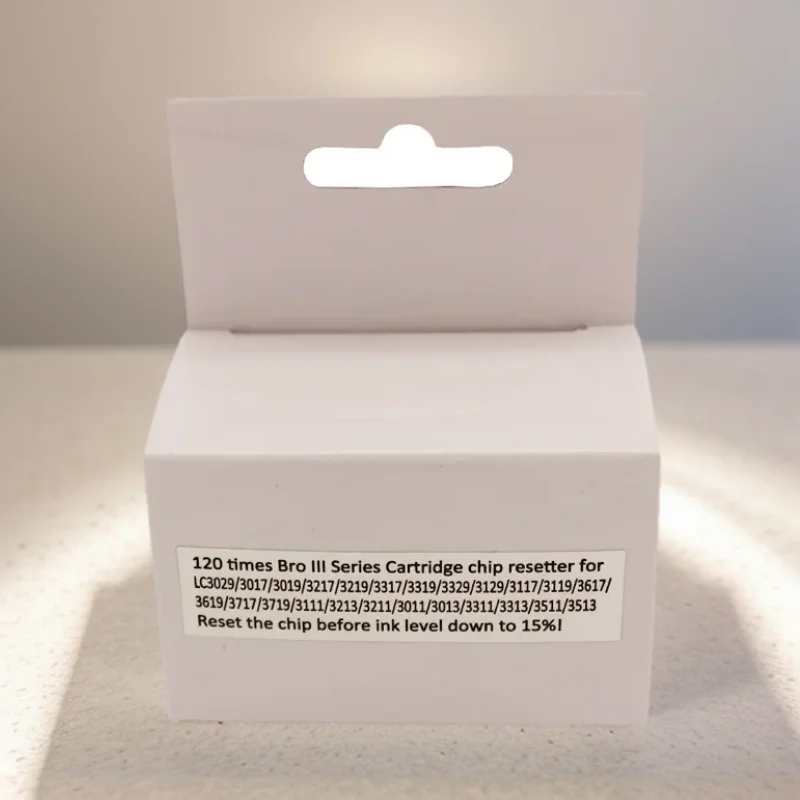 120 times Bro III Series Cartridge chip resetter for
LC3029/3017/3019/3217/3219/3317/3319/3329/3129/3117/3119/3617/
3619/3717/3719/3111/3213/3211/3011/3013/3311/3313/3511/3513
Reset the chip before ink level down to 15%!